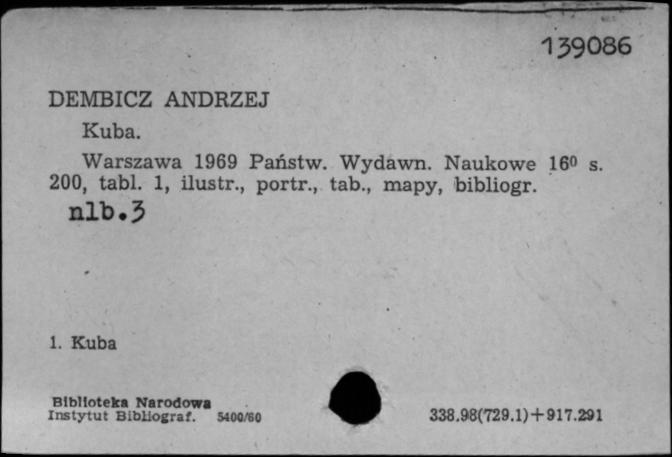 139086
DEMBICZ ANDRZEJ
Kuba.
Warszawa 1969 Państw. Wydawn. Naukowe 16⁰ s.
200, tabl. 1, ilustr., portr., tab., mapy, bibliogr.
nlb.3
1. Kuba
Biblioteka Narodowa
Instytut Bibliograf. 5400/60
338.98(729.1)+917.291